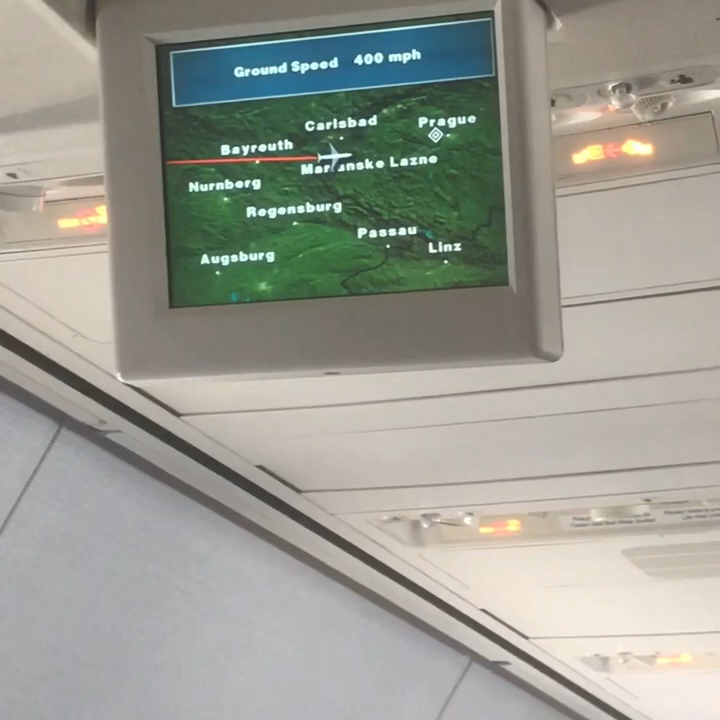 Ground Speed 400 mph
Carlsbad
Prague
Bayreuth
Marianske Lazne
Nurnberg
Regensburg
Passau
Linz
Augsburg